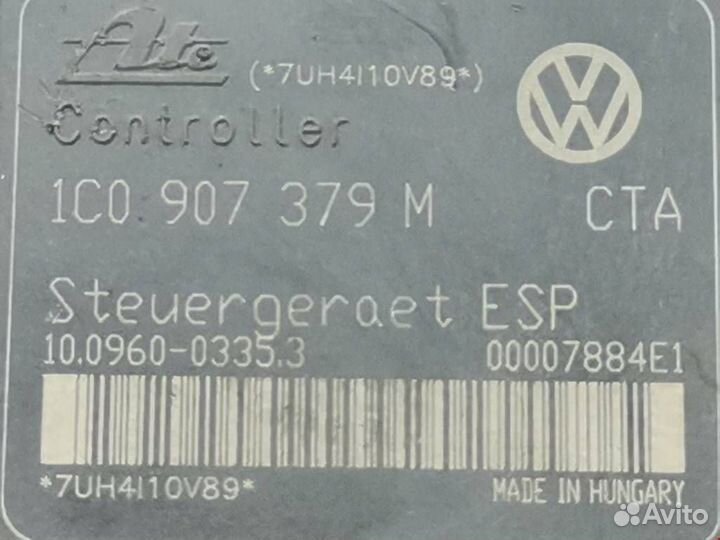 Ate (*7UH4I10V89*)
Controller
1C0 907 379 M CTA
Steuergeraet ESP
10.0960-0335.3 00007884E1
*7UH4I10V89* MADE IN HUNGARY
Avito